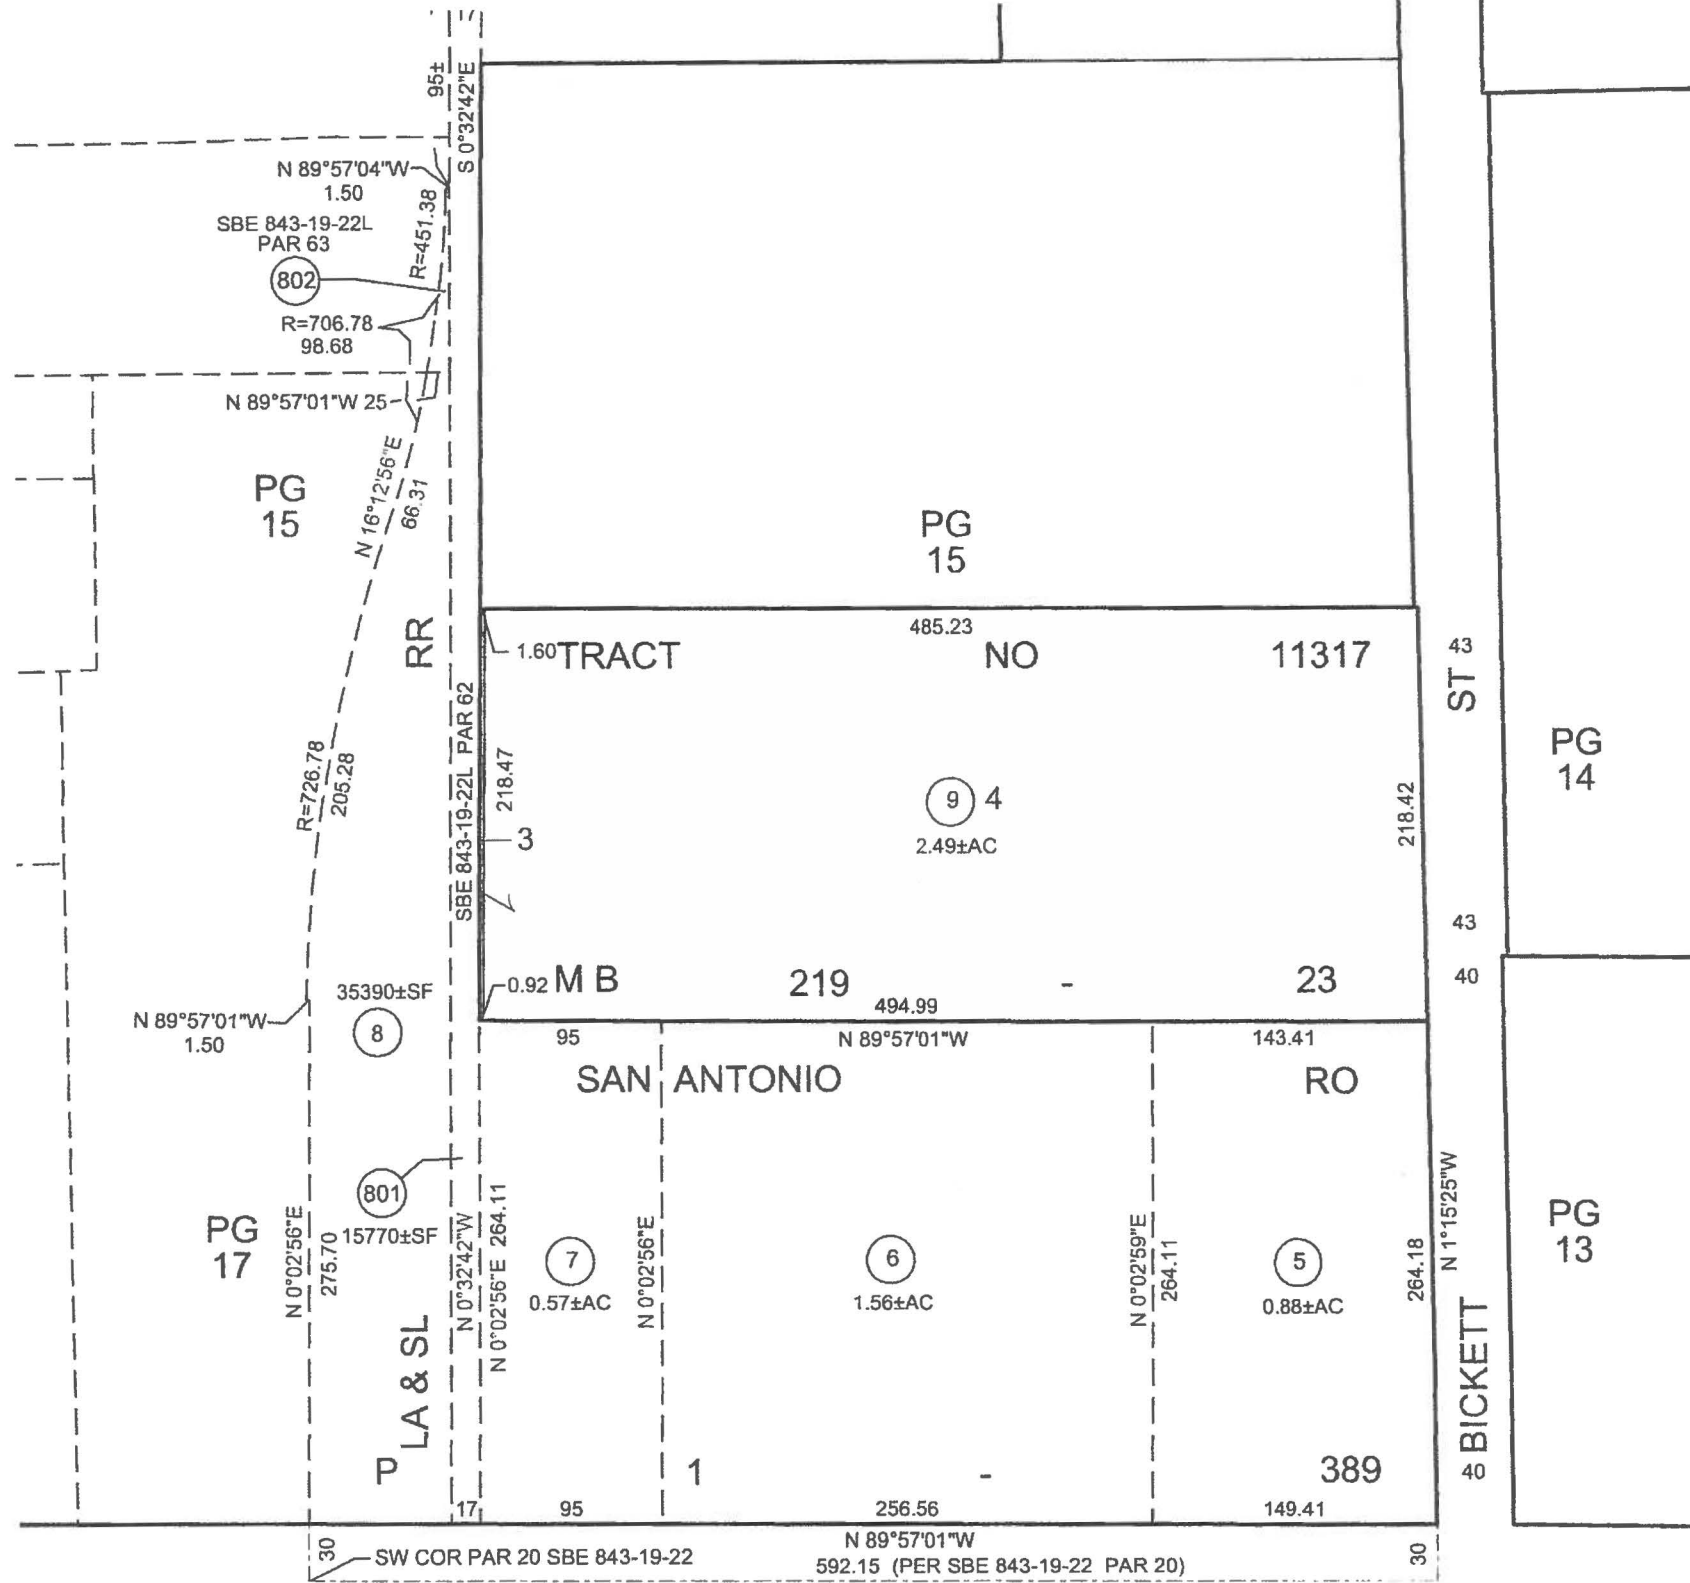 17
95±
S 0°32'42"E
N 89°57'04"W
1.50
SBE 843-19-22L
PAR 63
802
R=451.38
R=706.78
98.68
N 89°57'01"W 25
N 16°12'56"E
66.31
PG
15
PG
15
RR
1.60
TRACT NO 11317
485.23
43
ST
SBE 843-19-22L PAR 62
218.47
R=726.78
205.28
3
9 4
2.49±AC
218.42
PG
14
43
0.92
M B 219 - 23
494.99
40
35390±SF
8
N 89°57'01"W
1.50
95
N 89°57'01"W
143.41
SAN ANTONIO RO
801
15770±SF
PG
17
N 0°02'56"E
275.70
N 0°32'42"W
N 0°02'56"E 264.11
7
0.57±AC
N 0°02'56"E
6
1.56±AC
N 0°02'59"E
264.11
5
0.88±AC
264.18
N 1°15'25"W
PG
13
LA & SL
BICKETT
P 1 - 389
40
17
95
256.56
149.41
N 89°57'01"W
30
SW COR PAR 20 SBE 843-19-22
592.15 (PER SBE 843-19-22 PAR 20)
30